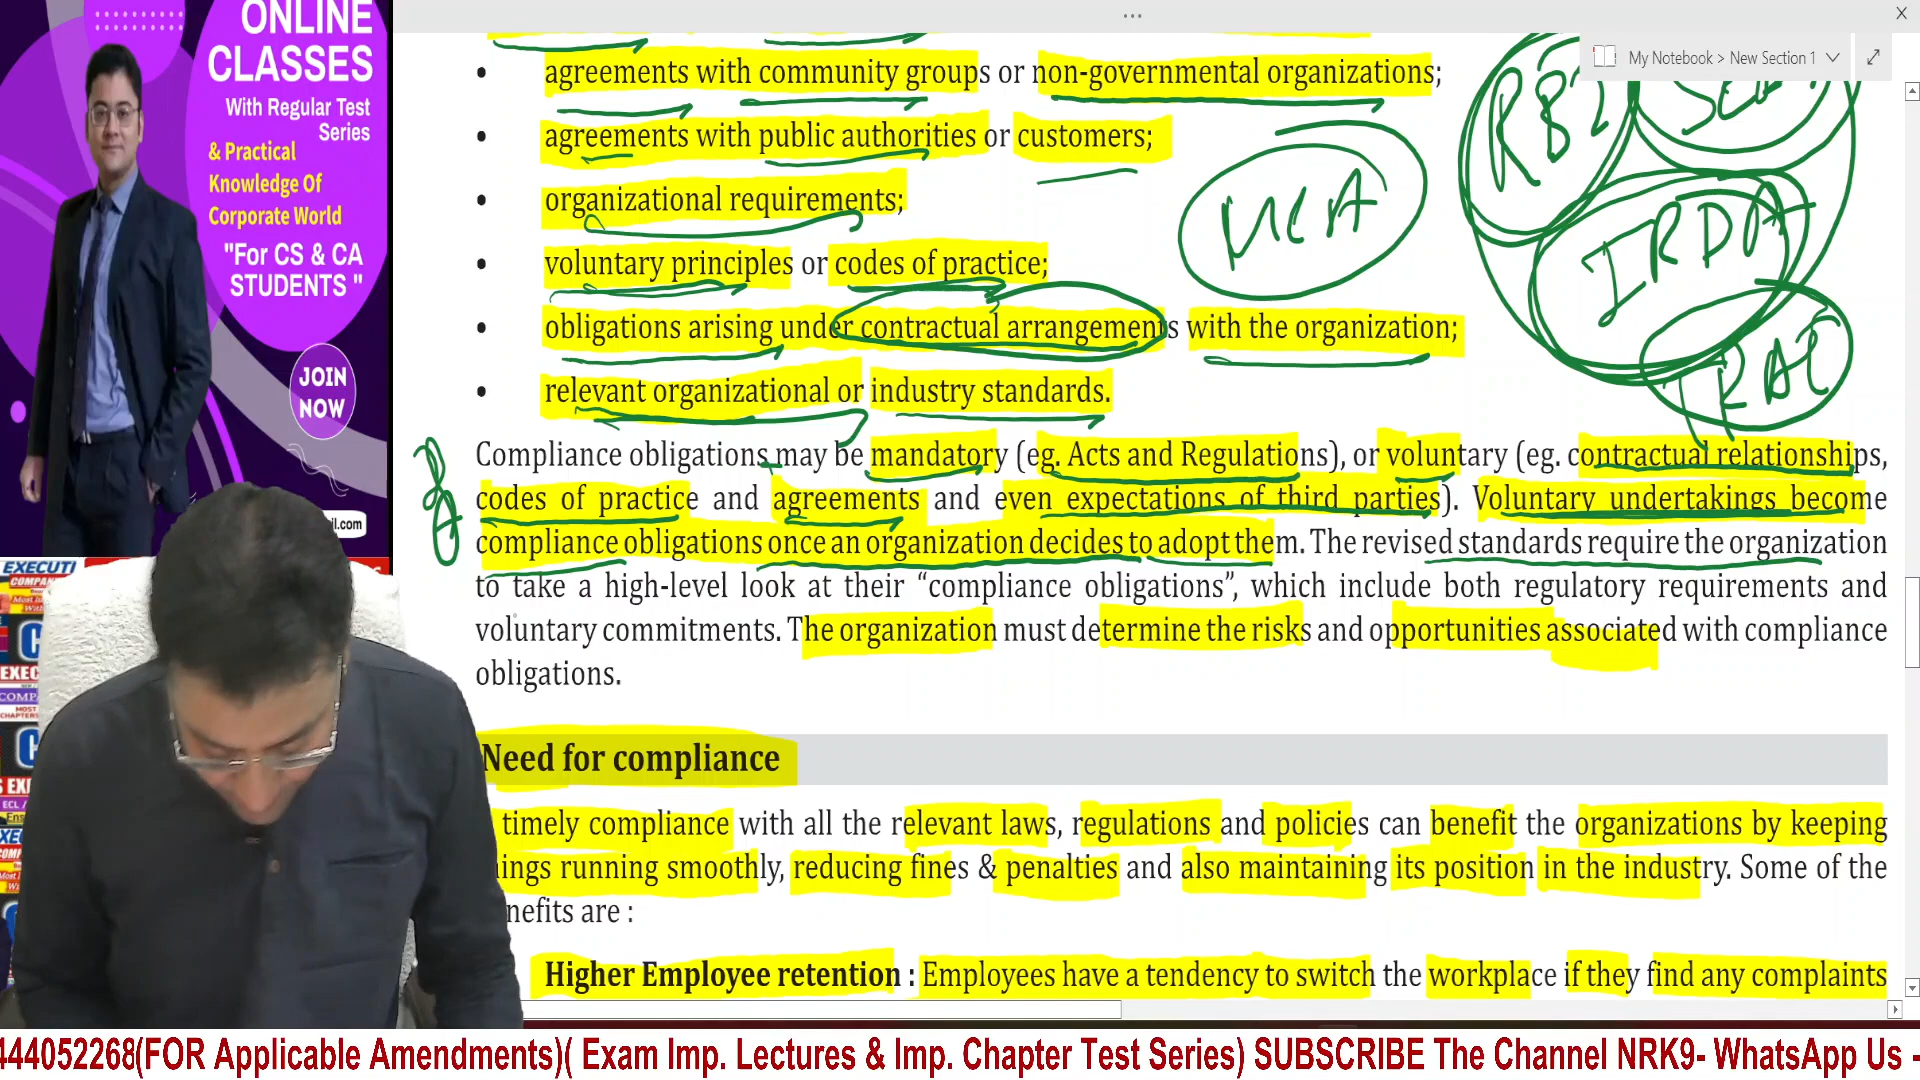 ONLINE
CLASSES
With Regular Test
Series
& Practical
Knowledge Of
Corporate World
"For CS & CA
STUDENTS "
JOIN
NOW
il.com
EXECUTI
...
X
My Notebook > New Section 1
• agreements with community groups or non-governmental organizations;
• agreements with public authorities or customers;
• organizational requirements;
• voluntary principles or codes of practice;
• obligations arising under contractual arrangements with the organization;
• relevant organizational or industry standards.
MCA
RBI
IRDA
Compliance obligations may be mandatory (eg. Acts and Regulations), or voluntary (eg. contractual relationships,
codes of practice and agreements and even expectations of third parties). Voluntary undertakings become
compliance obligations once an organization decides to adopt them. The revised standards require the organization
to take a high-level look at their “compliance obligations”, which include both regulatory requirements and
voluntary commitments. The organization must determine the risks and opportunities associated with compliance
obligations.
Need for compliance
timely compliance with all the relevant laws, regulations and policies can benefit the organizations by keeping
ings running smoothly, reducing fines & penalties and also maintaining its position in the industry. Some of the
nefits are :
Higher Employee retention : Employees have a tendency to switch the workplace if they find any complaints
444052268(FOR Applicable Amendments)( Exam Imp. Lectures & Imp. Chapter Test Series) SUBSCRIBE The Channel NRK9- WhatsApp Us -